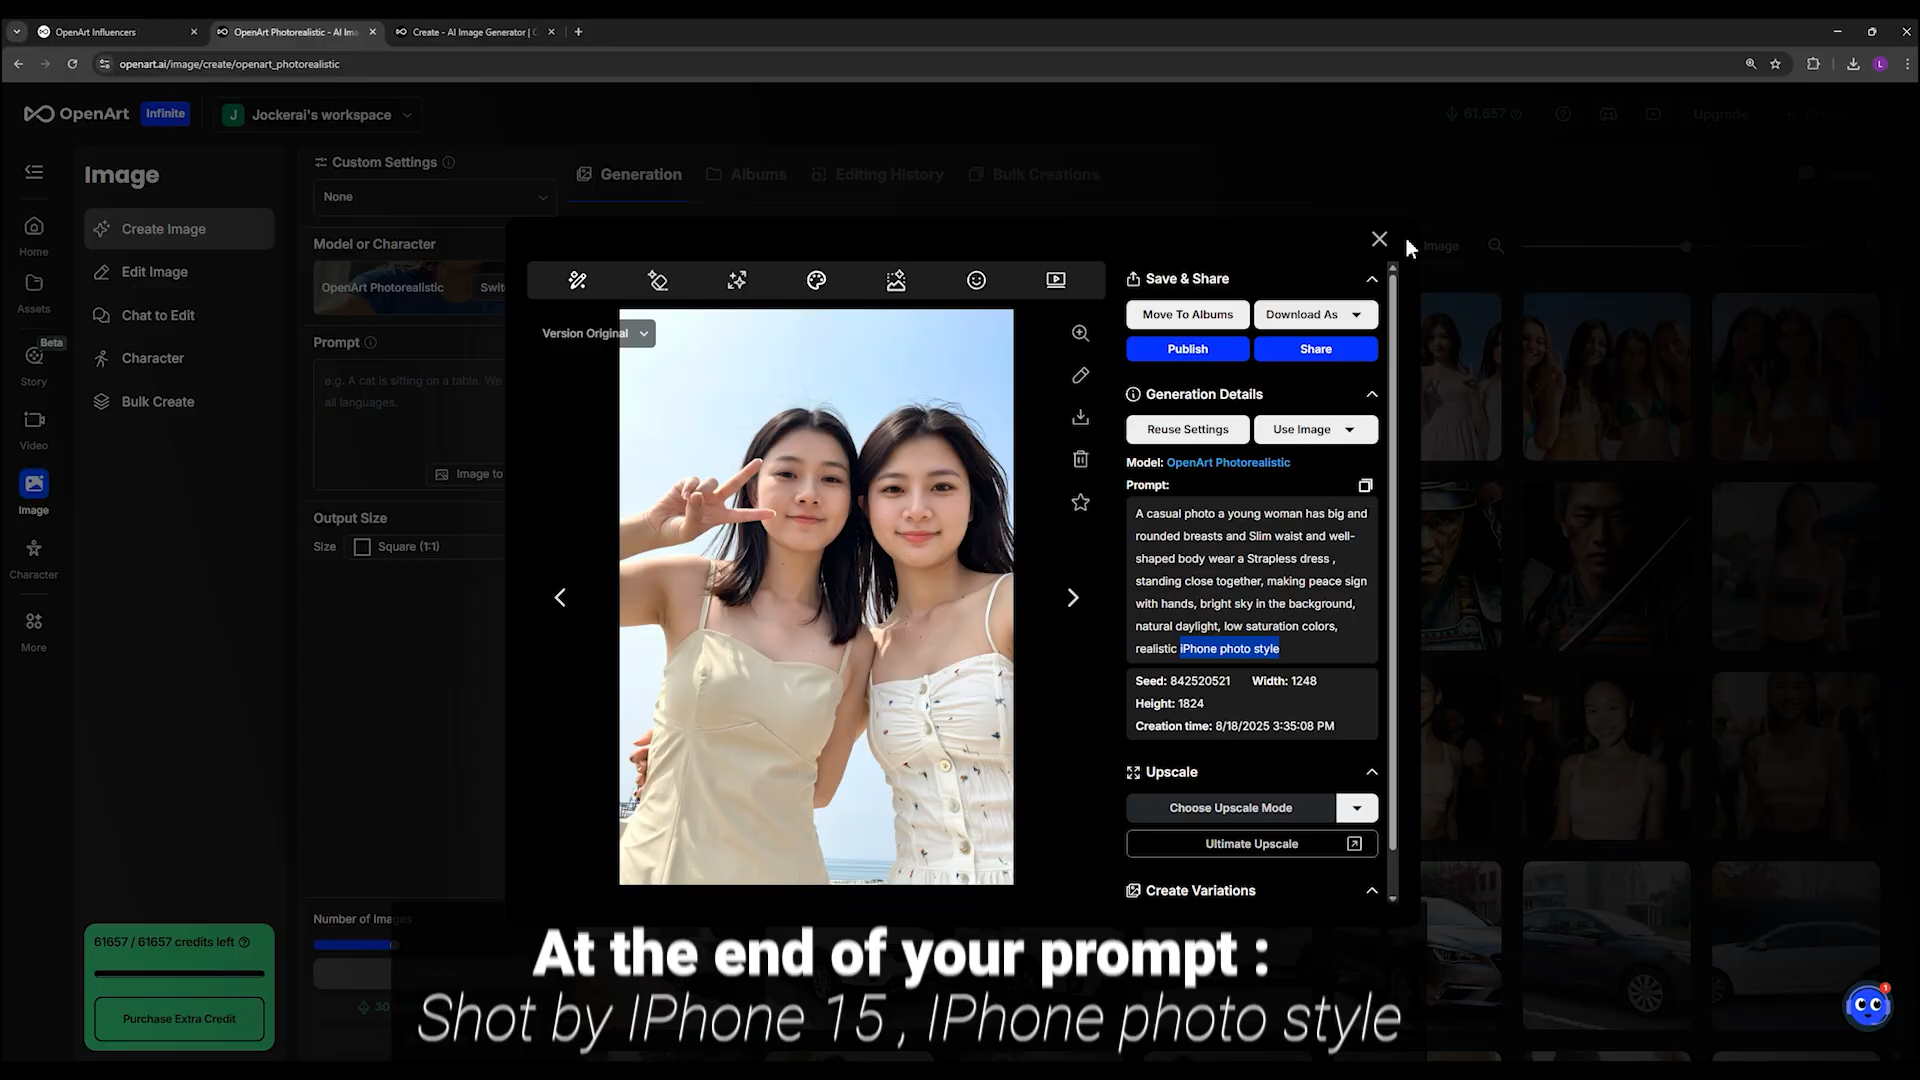 OpenArt Influencers
OpenArt Photorealistic - AI Ima
Create - AI Image Generator |
openart.ai/image/create/openart_photorealistic
L
OpenArt
Infinite
J
Jockerai's workspace
61,657
Upgrade
Image
Create Image
Edit Image
Chat to Edit
Character
Bulk Create
Home
Assets
Beta
Story
Video
Image
Character
More
61657 / 61657 credits left
Purchase Extra Credit
Custom Settings
None
Model or Character
OpenArt Photorealistic
Swit
Prompt
e.g. A cat is sitting on a table. We
all languages.
Image to
Output Size
Size
Square (1:1)
Number of Images
30
Generation
Albums
Editing History
Bulk Creations
Image
Version Original
Save & Share
Move To Albums
Download As
Publish
Share
Generation Details
Reuse Settings
Use Image
Model: OpenArt Photorealistic
Prompt:
A casual photo a young woman has big and
rounded breasts and Slim waist and well-
shaped body wear a Strapless dress ,
standing close together, making peace sign
with hands, bright sky in the background,
natural daylight, low saturation colors,
realistic iPhone photo style
Seed: 842520521 Width: 1248
Height: 1824
Creation time: 8/18/2025 3:35:08 PM
Upscale
Choose Upscale Mode
Ultimate Upscale
Create Variations
1
At the end of your prompt :
Shot by IPhone 15 , IPhone photo style